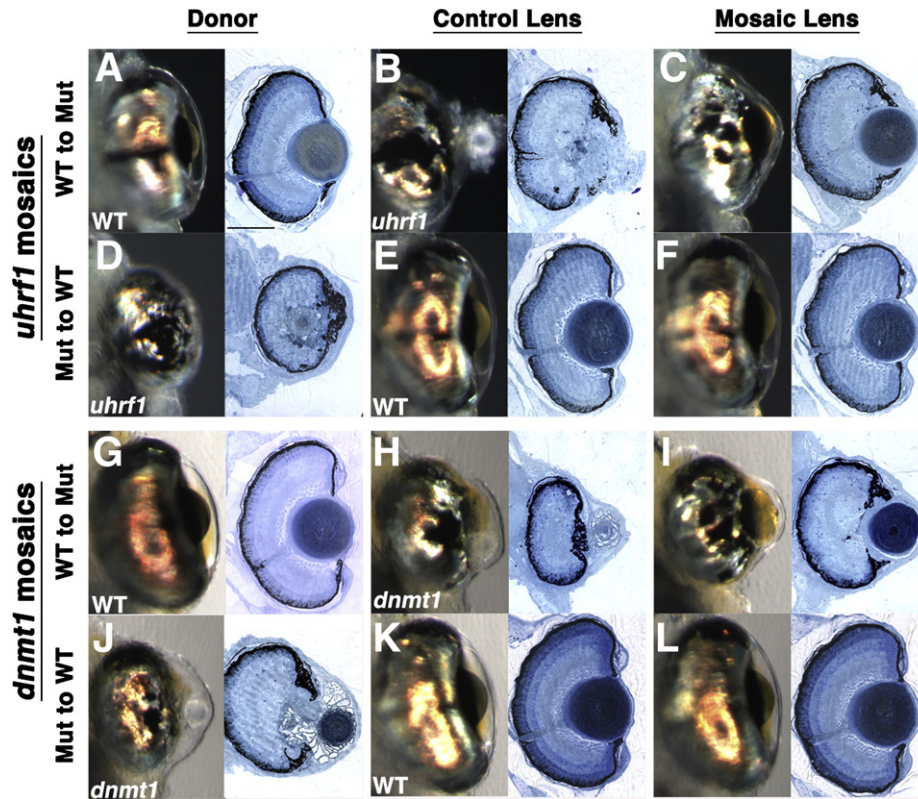 Donor
Control Lens
Mosaic Lens
uhrf1 mosaics
WT to Mut
A
WT
B
uhrf1
C
Mut to WT
D
uhrf1
E
WT
F
dnmt1 mosaics
WT to Mut
G
WT
H
dnmt1
I
Mut to WT
J
dnmt1
K
WT
L